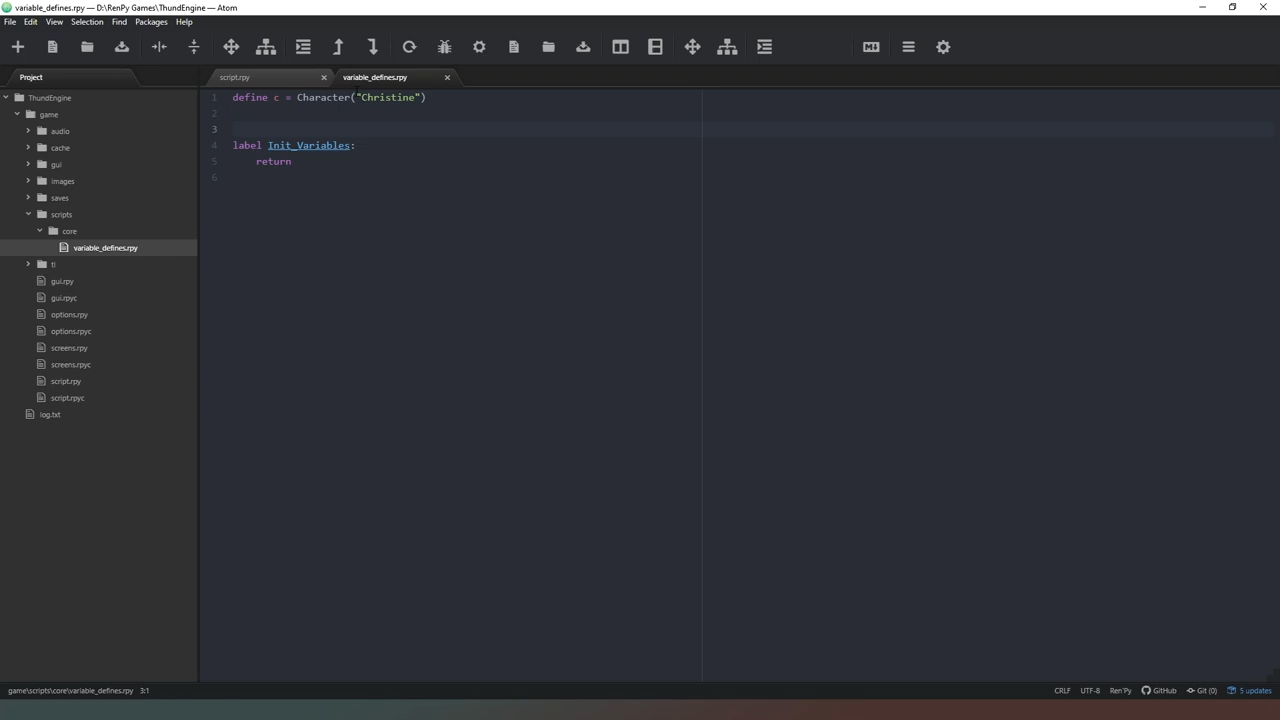 variable_defines.rpy — D:\RenPy Games\ThundEngine — Atom
File Edit View Selection Find Packages Help
Project
script.rpy
variable_defines.rpy
ThundEngine
game
audio
cache
gui
images
saves
scripts
core
variable_defines.rpy
tl
gui.rpy
gui.rpyc
options.rpy
options.rpyc
screens.rpy
screens.rpyc
script.rpy
script.rpyc
log.txt
1 define c = Character("Christine")
2
3
4 label Init_Variables:
5 return
6
game\scripts\core\variable_defines.rpy 3:1
CRLF UTF-8 Ren'Py GitHub Git (0) 5 updates